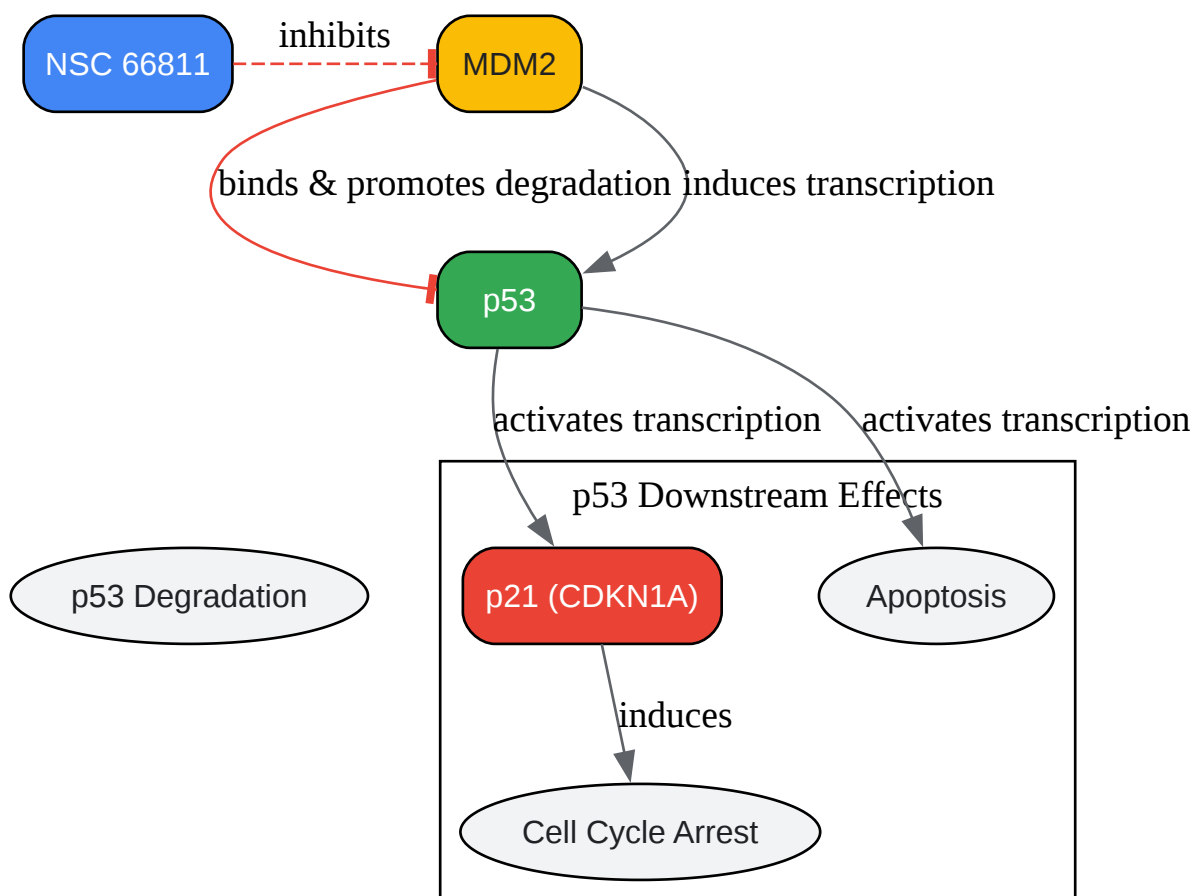 inhibits
NSC 66811
MDM2
binds & promotes degradation
induces transcription
p53
activates transcription
activates transcription
p53 Downstream Effects
p53 Degradation
p21 (CDKN1A)
Apoptosis
induces
Cell Cycle Arrest